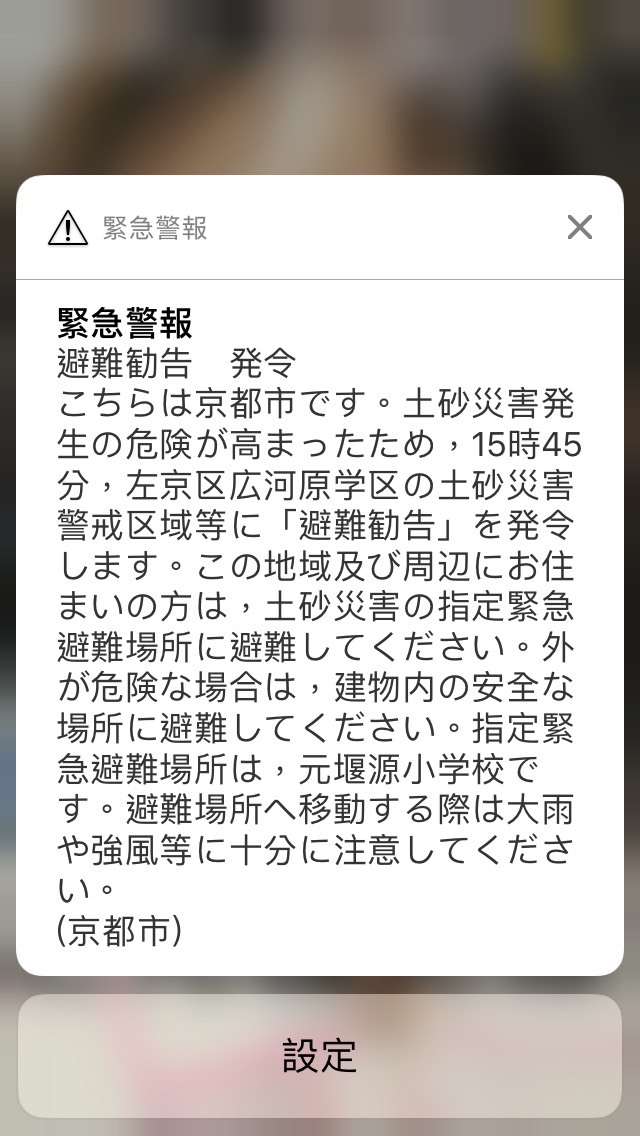 緊急警報
緊急警報
避難勧告　発令
こちらは京都市です。土砂災害発
生の危険が高まったため，15時45
分，左京区広河原学区の土砂災害
警戒区域等に「避難勧告」を発令
します。この地域及び周辺にお住
まいの方は，土砂災害の指定緊急
避難場所に避難してください。外
が危険な場合は，建物内の安全な
場所に避難してください。指定緊
急避難場所は，元堰源小学校で
す。避難場所へ移動する際は大雨
や強風等に十分に注意してくださ
い。
(京都市)
設定